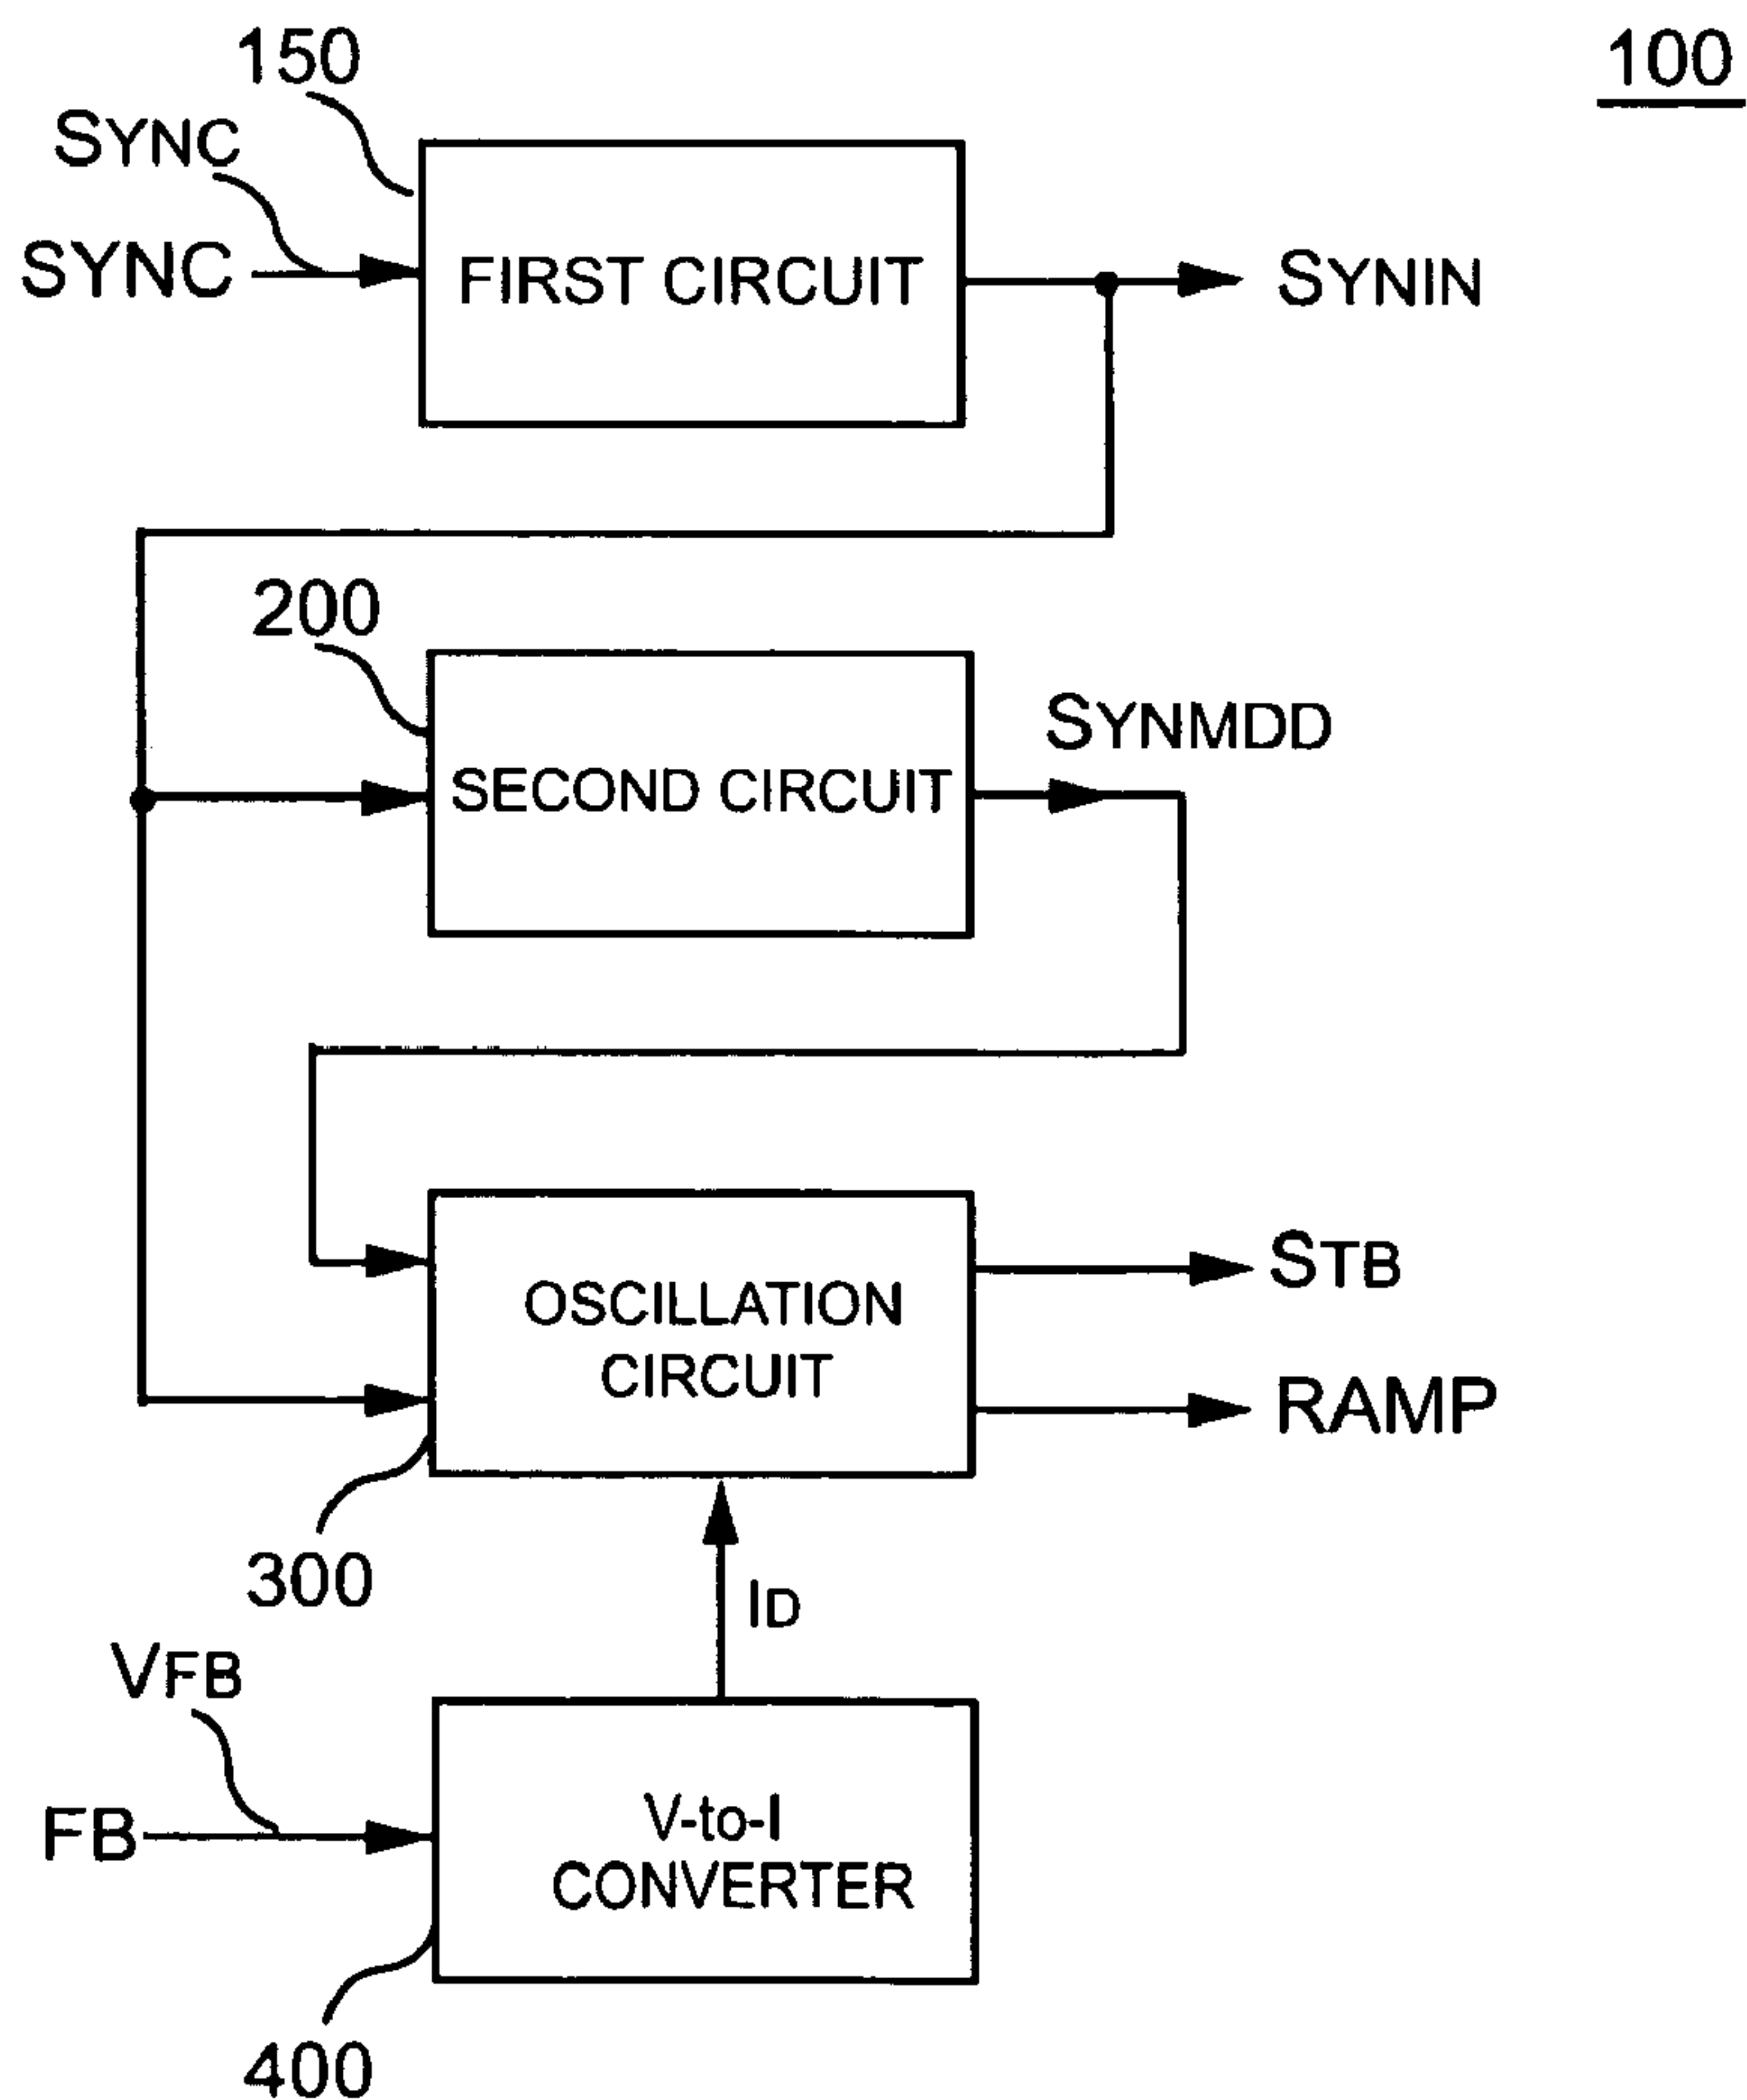 150
100
SYNC
SYNC
FIRST CIRCUIT
SYNIN
200
SYNMDD
SECOND CIRCUIT
OSCILLATION
CIRCUIT
STB
RAMP
300
ID
VFB
FB
V-to-I
CONVERTER
400